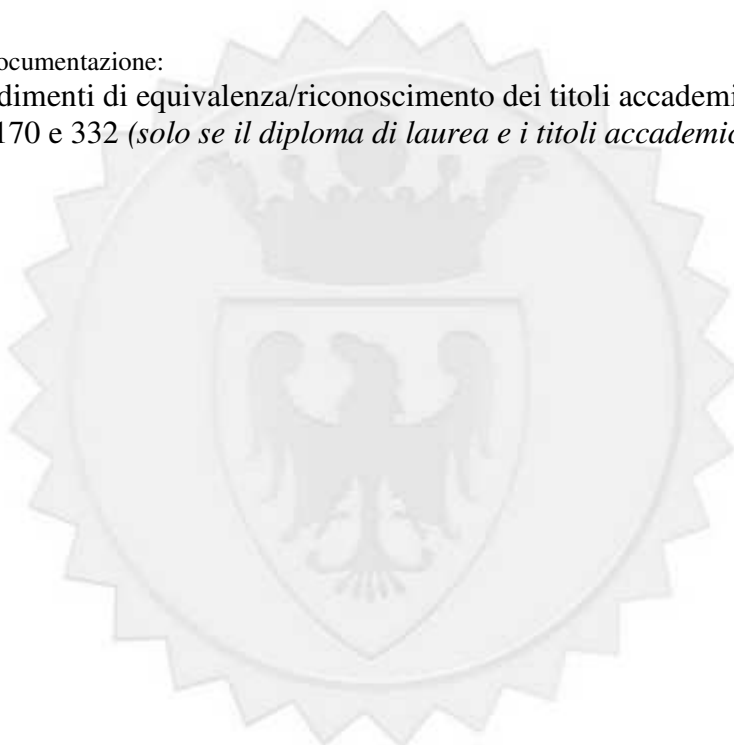 ocumentazione:
dimenti di equivalenza/riconoscimento dei titoli accademi
170 e 332 (solo se il diploma di laurea e i titoli accademic